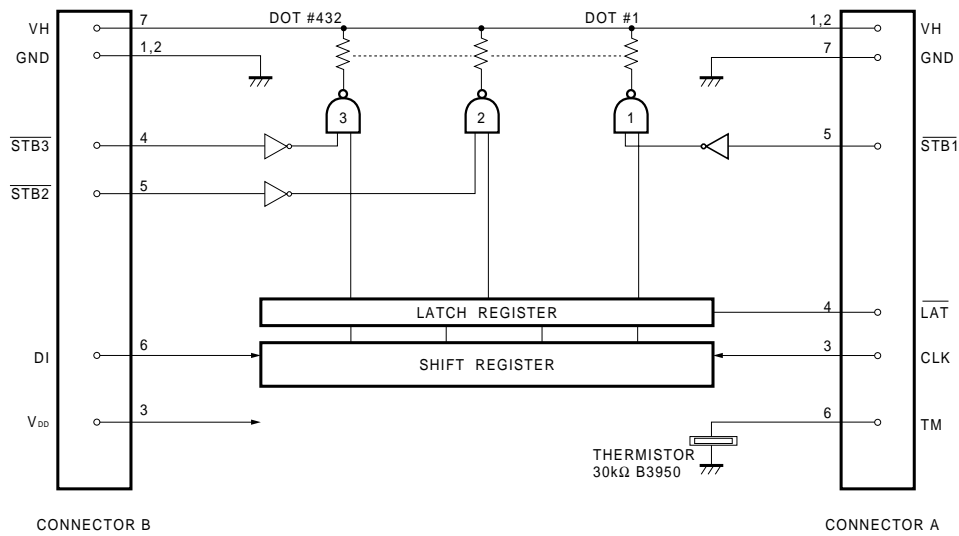 7 DOT #432 DOT #1 1,2
VH VH
1,2 7
GND GND
3 2 1
4 5
STB3 STB1
5
STB2
LATCH REGISTER 4 LAT
6 3
DI SHIFT REGISTER CLK
3 6
VDD TM
THERMISTOR
30kΩ B3950
CONNECTOR B CONNECTOR A